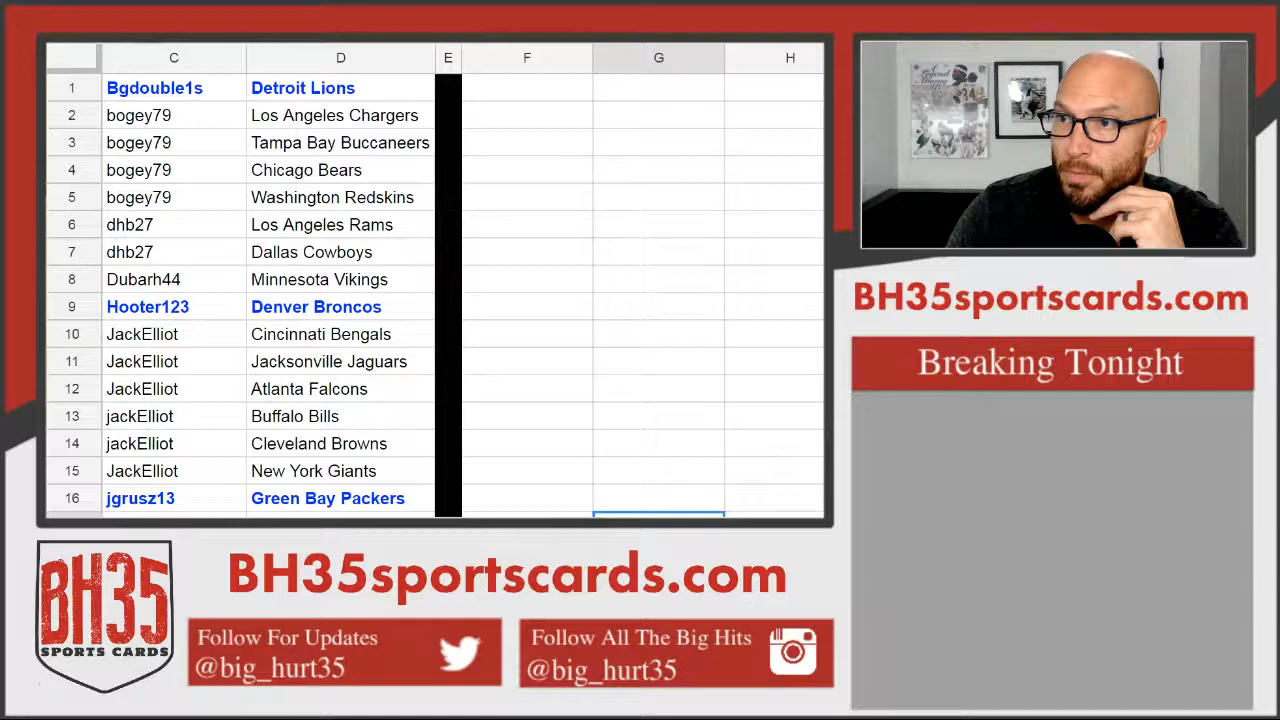 C D E F G H
1 Bgdouble1s Detroit Lions
2 bogey79 Los Angeles Chargers
3 bogey79 Tampa Bay Buccaneers
4 bogey79 Chicago Bears
5 bogey79 Washington Redskins
6 dhb27 Los Angeles Rams
7 dhb27 Dallas Cowboys
8 Dubarh44 Minnesota Vikings
9 Hooter123 Denver Broncos
10 JackElliot Cincinnati Bengals
11 JackElliot Jacksonville Jaguars
12 JackElliot Atlanta Falcons
13 jackElliot Buffalo Bills
14 jackElliot Cleveland Browns
15 JackElliot New York Giants
16 jgrusz13 Green Bay Packers
34
BH35sportscards.com
Breaking Tonight
BH35
SPORTS CARDS
BH35sportscards.com
Follow For Updates
@big_hurt35
Follow All The Big Hits
@big_hurt35